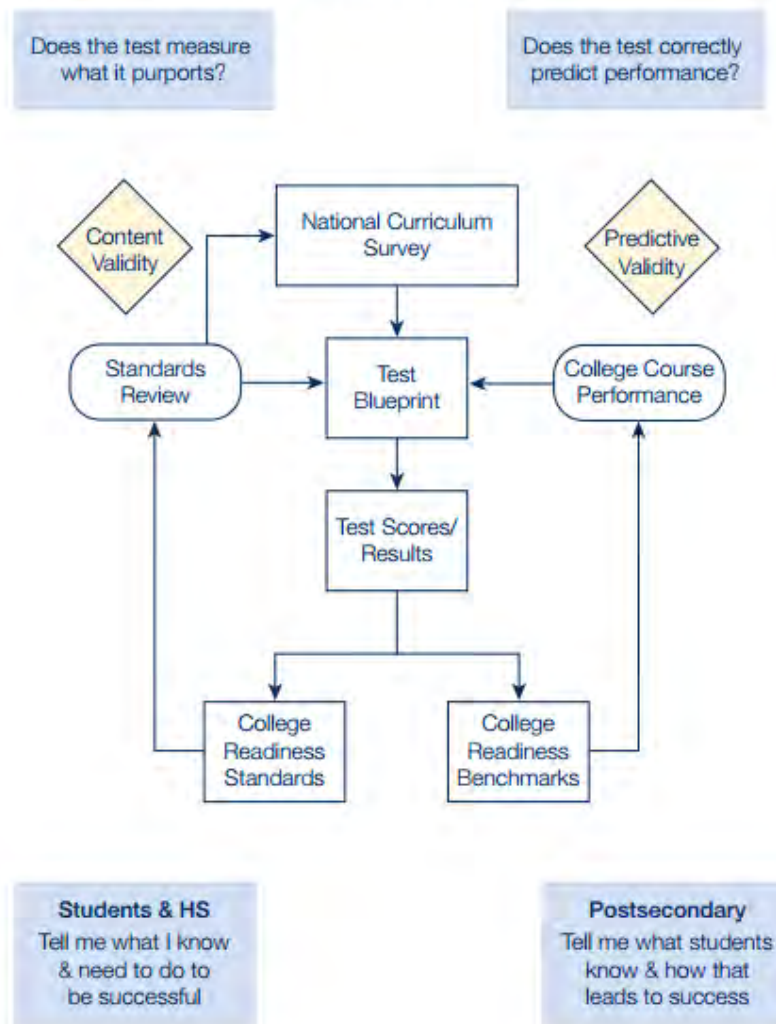 Does the test measure
what it purports?
Does the test correctly
predict performance?
Content
Validity
National Curriculum
Survey
Predictive
Validity
Standards
Review
Test
Blueprint
College Course
Performance
Test Scores/
Results
College
Readiness
Standards
College
Readiness
Benchmarks
Students & HS
Tell me what I know
& need to do to
be successful
Postsecondary
Tell me what students
know & how that
leads to success